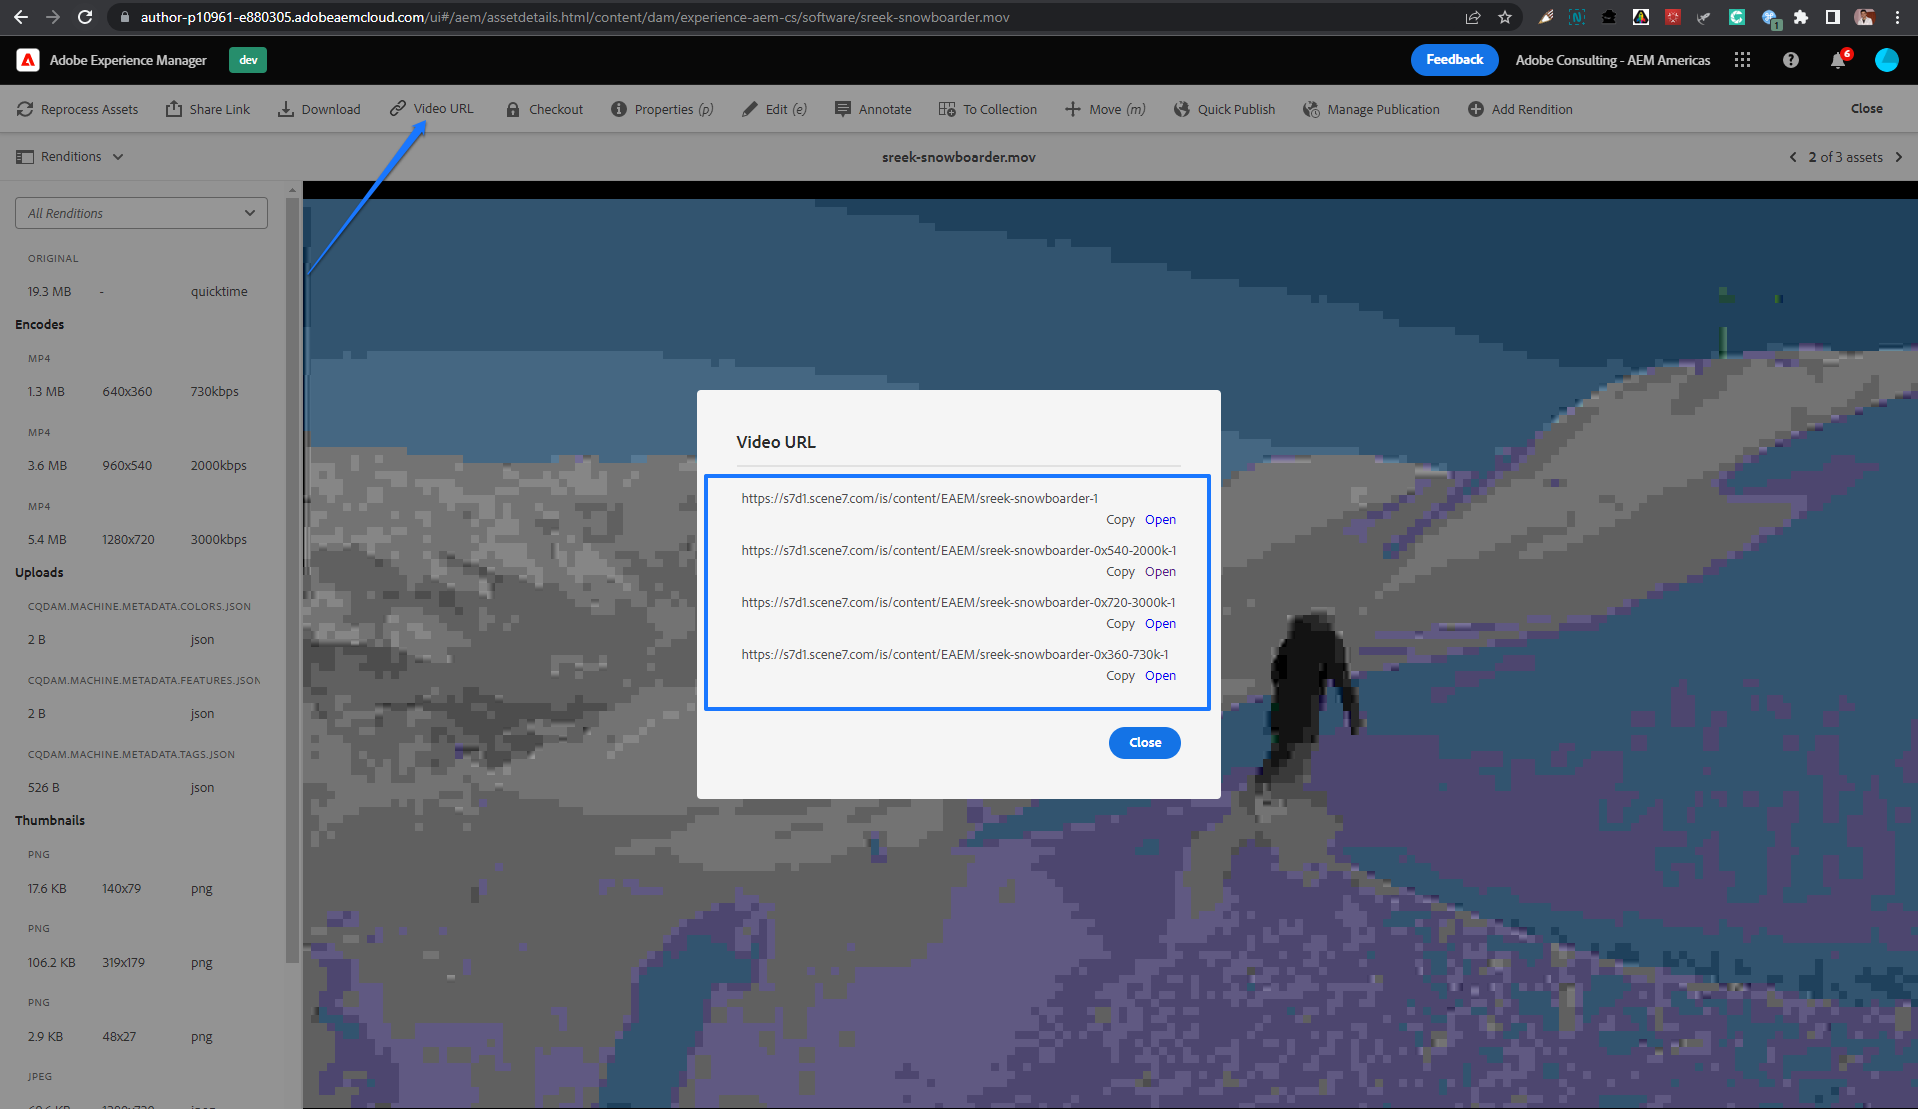 author-p10961-e880305.adobeaemcloud.com/ui#/aem/assetdetails.html/content/dam/experience-aem-cs/software/sreek-snowboarder.mov
1
Adobe Experience Manager
dev
Feedback
Adobe Consulting - AEM Americas
6
Reprocess Assets
Share Link
Download
Video URL
Checkout
Properties (p)
Edit (e)
Annotate
To Collection
Move (m)
Quick Publish
Manage Publication
Add Rendition
Close
Renditions
sreek-snowboarder.mov
2 of 3 assets
All Renditions
ORIGINAL
19.3 MB - quicktime
Encodes
MP4
1.3 MB 640x360 730kbps
MP4
3.6 MB 960x540 2000kbps
MP4
5.4 MB 1280x720 3000kbps
Uploads
CQDAM.MACHINE.METADATA.COLORS.JSON
2 B json
CQDAM.MACHINE.METADATA.FEATURES.JSON
2 B json
CQDAM.MACHINE.METADATA.TAGS.JSON
526 B json
Thumbnails
PNG
17.6 KB 140x79 png
PNG
106.2 KB 319x179 png
PNG
2.9 KB 48x27 png
JPEG
Video URL
https://s7d1.scene7.com/is/content/EAEM/sreek-snowboarder-1
Copy Open
https://s7d1.scene7.com/is/content/EAEM/sreek-snowboarder-0x540-2000k-1
Copy Open
https://s7d1.scene7.com/is/content/EAEM/sreek-snowboarder-0x720-3000k-1
Copy Open
https://s7d1.scene7.com/is/content/EAEM/sreek-snowboarder-0x360-730k-1
Copy Open
Close